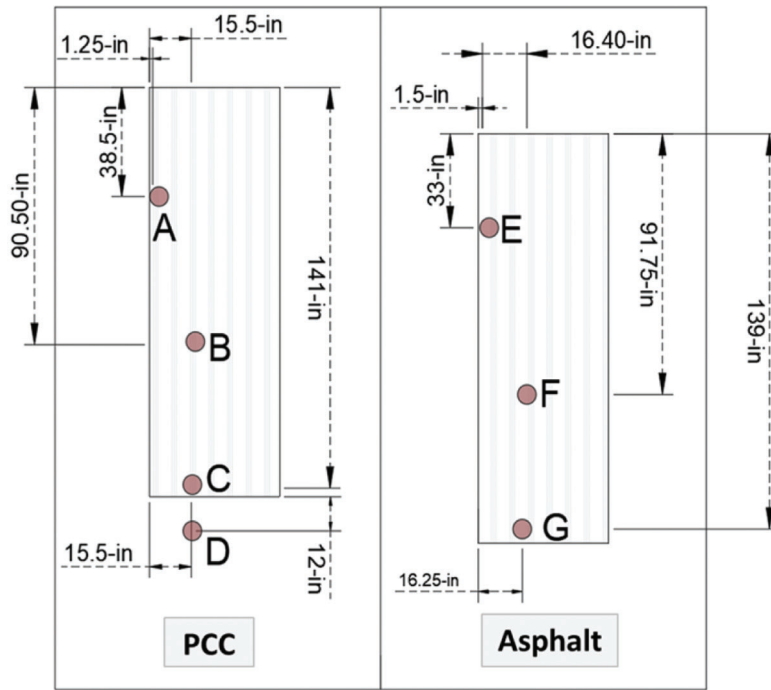 15.5-in
1.25-in
38.5-in
90.50-in
A
B
141-in
C
D
15.5-in
12-in
PCC
16.40-in
1.5-in
33-in
E
91.75-in
139-in
F
G
16.25-in
Asphalt